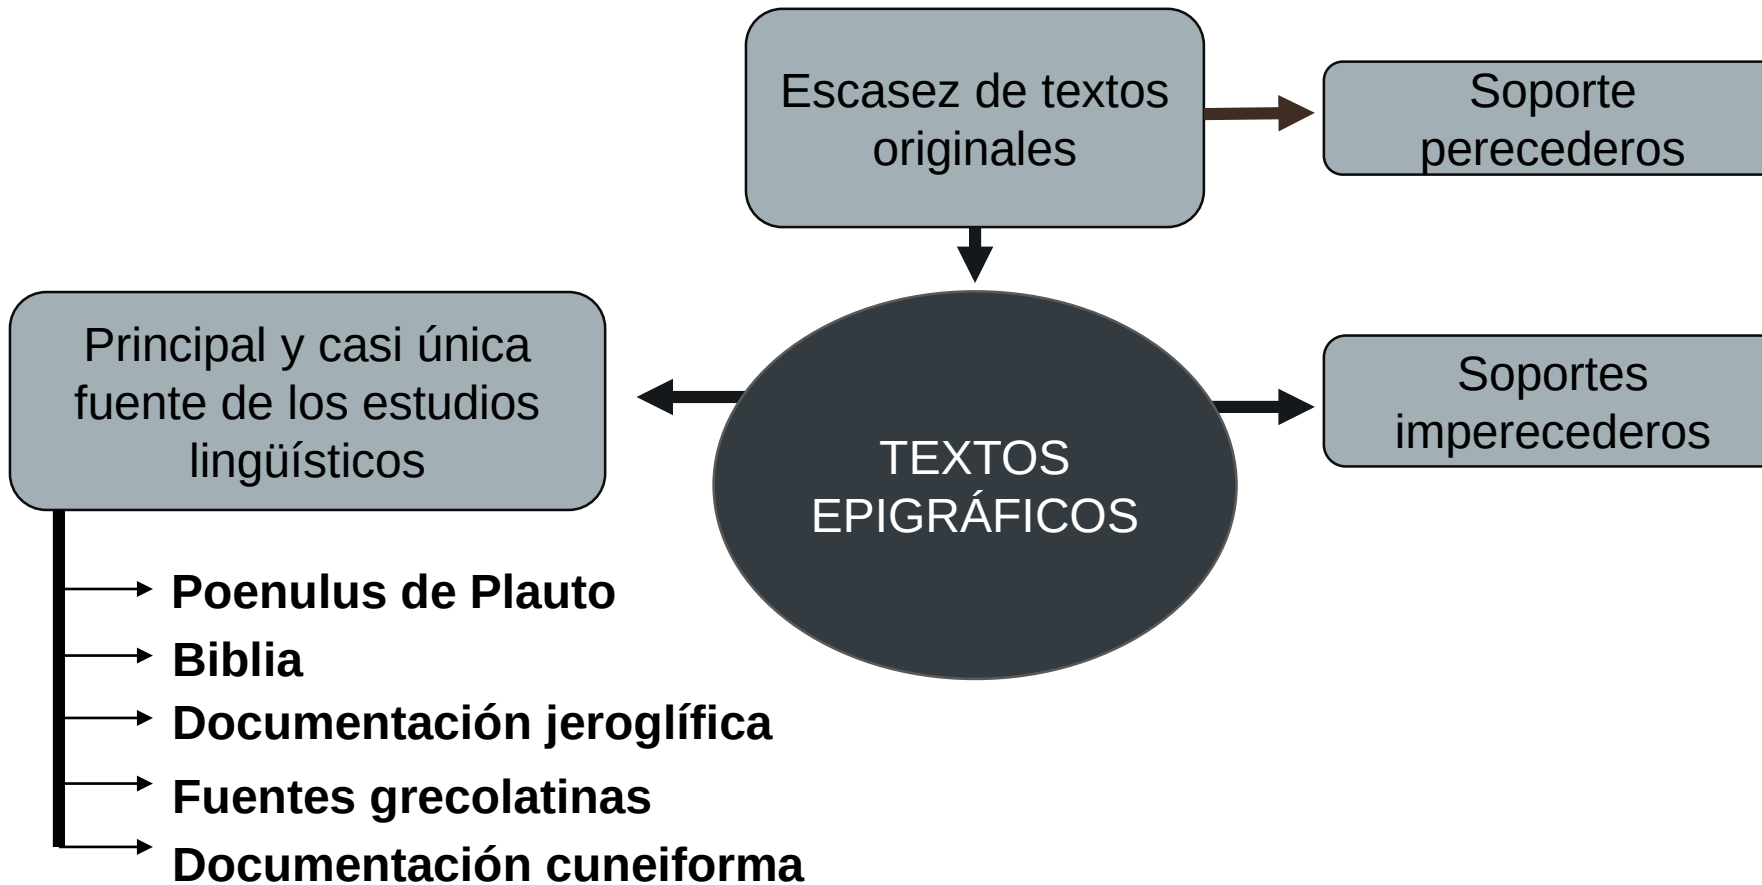 Escasez de textos
originales
Soporte
perecederos
Principal y casi única
fuente de los estudios
lingüísticos
TEXTOS
EPIGRÁFICOS
Soportes
imperecederos
Poenulus de Plauto
Biblia
Documentación jeroglífica
Fuentes grecolatinas
Documentación cuneiforma